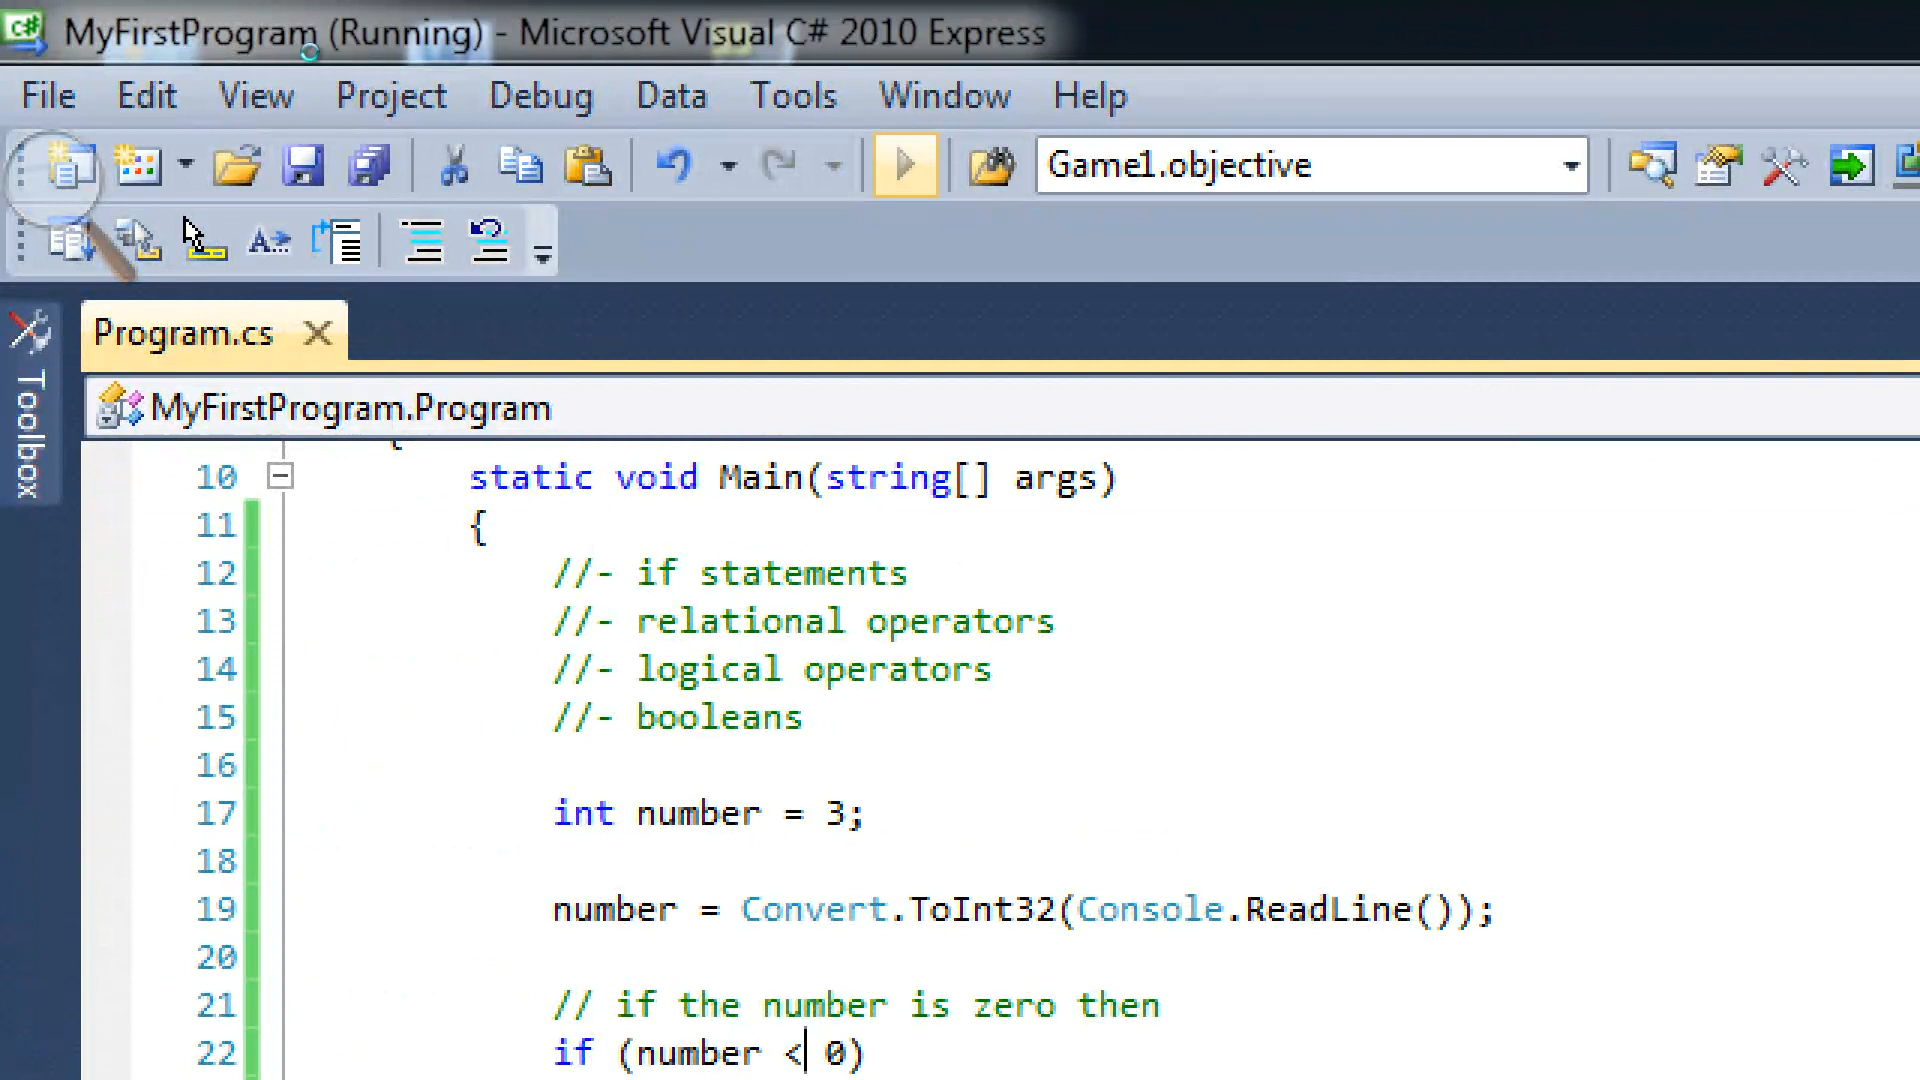 MyFirstProgram (Running) - Microsoft Visual C# 2010 Express
File Edit View Project Debug Data Tools Window Help
Game1.objective
Toolbox
Program.cs
MyFirstProgram.Program
10 static void Main(string[] args)
11 {
12 //- if statements
13 //- relational operators
14 //- logical operators
15 //- booleans
16
17 int number = 3;
18
19 number = Convert.ToInt32(Console.ReadLine());
20
21 // if the number is zero then
22 if (number < 0)